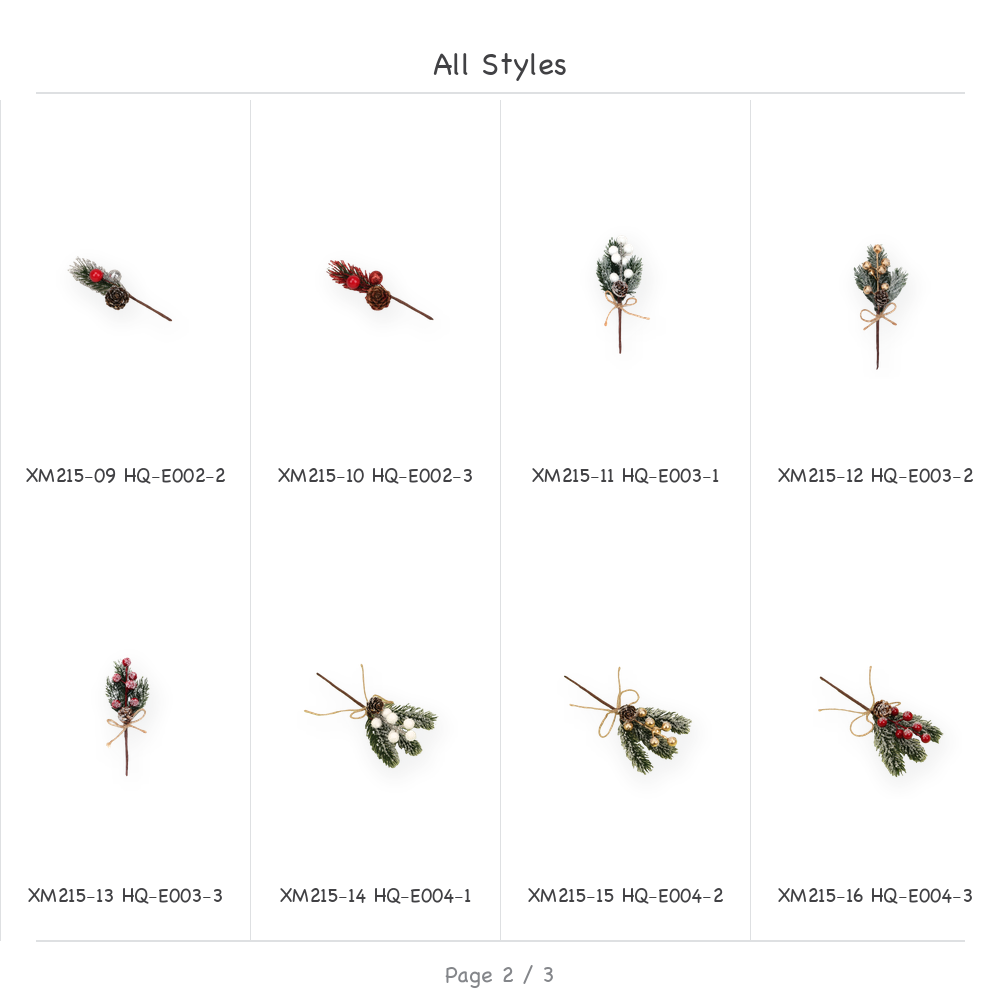 All Styles
XM215-09 HQ-E002-2
XM215-10 HQ-E002-3
XM215-11 HQ-E003-1
XM215-12 HQ-E003-2
XM215-13 HQ-E003-3
XM215-14 HQ-E004-1
XM215-15 HQ-E004-2
XM215-16 HQ-E004-3
Page 2 / 3